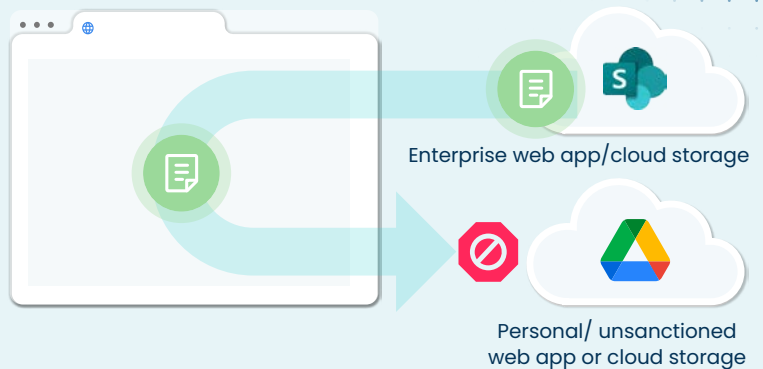 S
Enterprise web app/cloud storage
Personal/ unsanctioned
web app or cloud storage